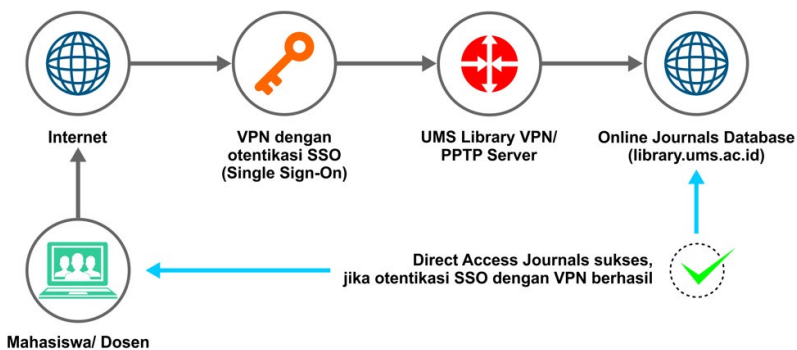 Internet
VPN dengan
otentikasi SSO
(Single Sign-On)
UMS Library VPN/
PPTP Server
Online Journals Database
(library.ums.ac.id)
Direct Access Journals sukses,
jika otentikasi SSO dengan VPN berhasil
Mahasiswa/ Dosen